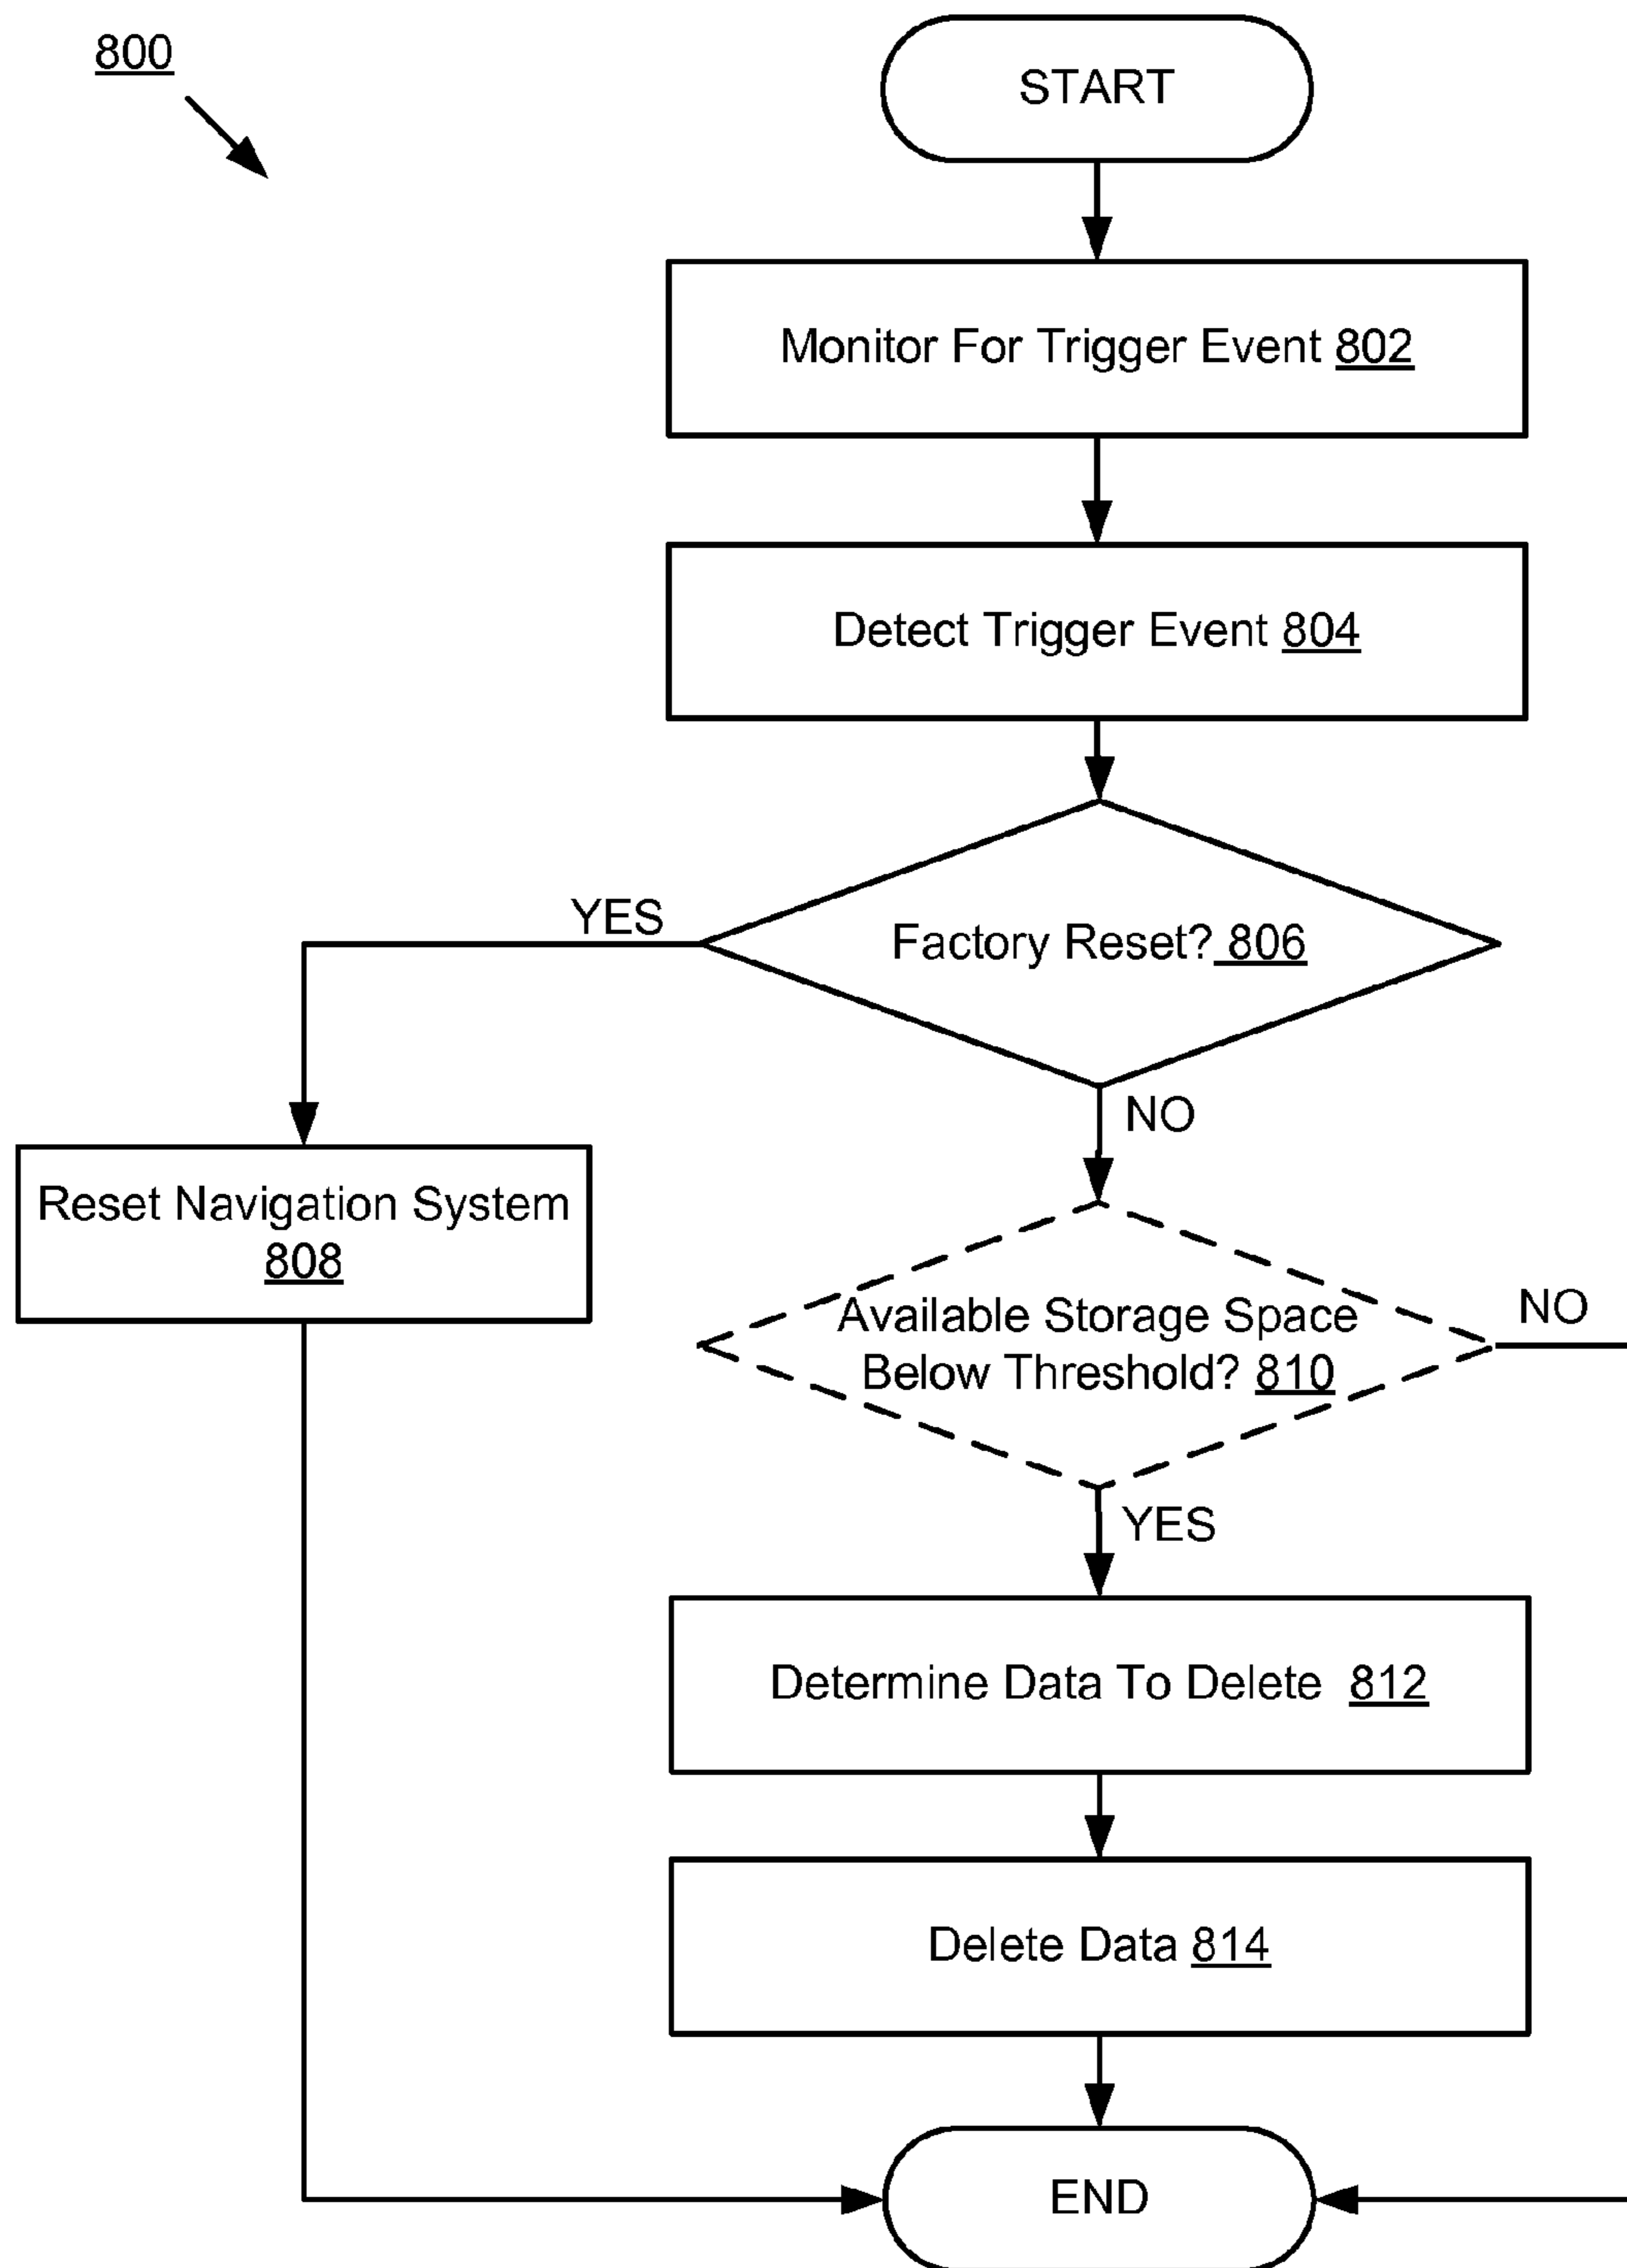 800
START
Monitor For Trigger Event 802
Detect Trigger Event 804
YES
Factory Reset? 806
NO
Reset Navigation System
808
Available Storage Space
Below Threshold? 810
NO
YES
Determine Data To Delete 812
Delete Data 814
END